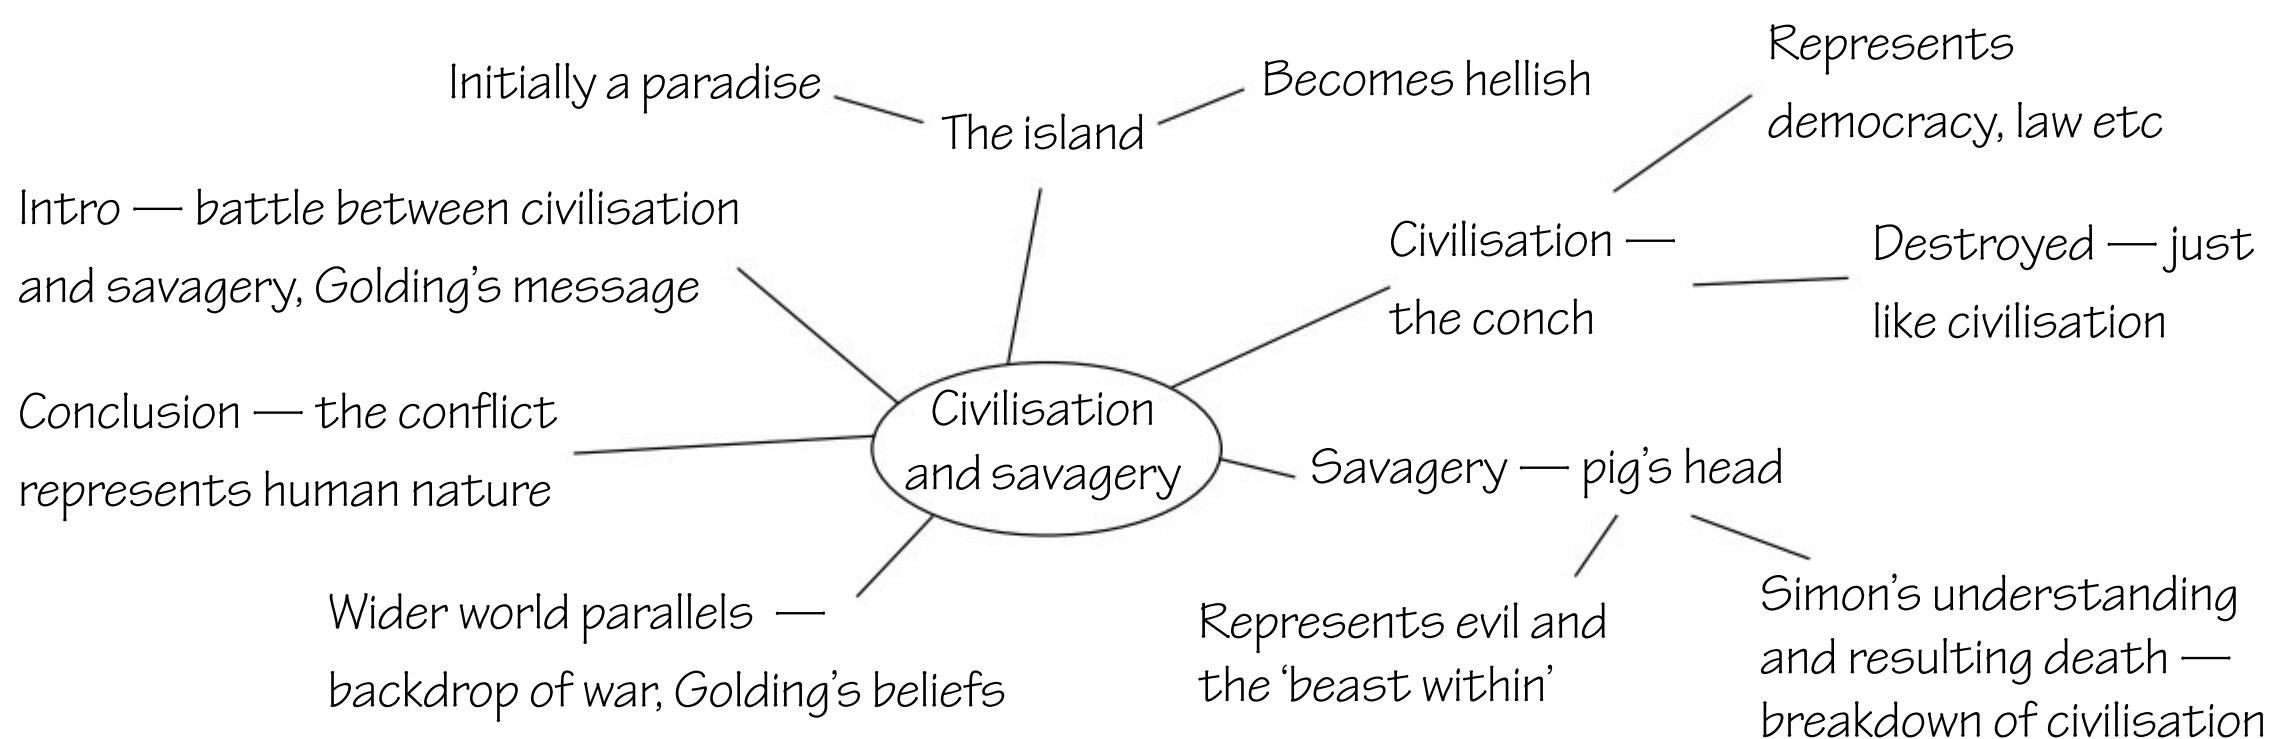 Initially a paradise
The island
Becomes hellish
Represents
democracy, law etc
Intro — battle between civilisation
and savagery, Golding’s message
Civilisation —
the conch
Destroyed — just
like civilisation
Conclusion — the conflict
represents human nature
Civilisation
and savagery
Savagery — pig’s head
Wider world parallels —
backdrop of war, Golding’s beliefs
Represents evil and
the ‘beast within’
Simon’s understanding
and resulting death —
breakdown of civilisation